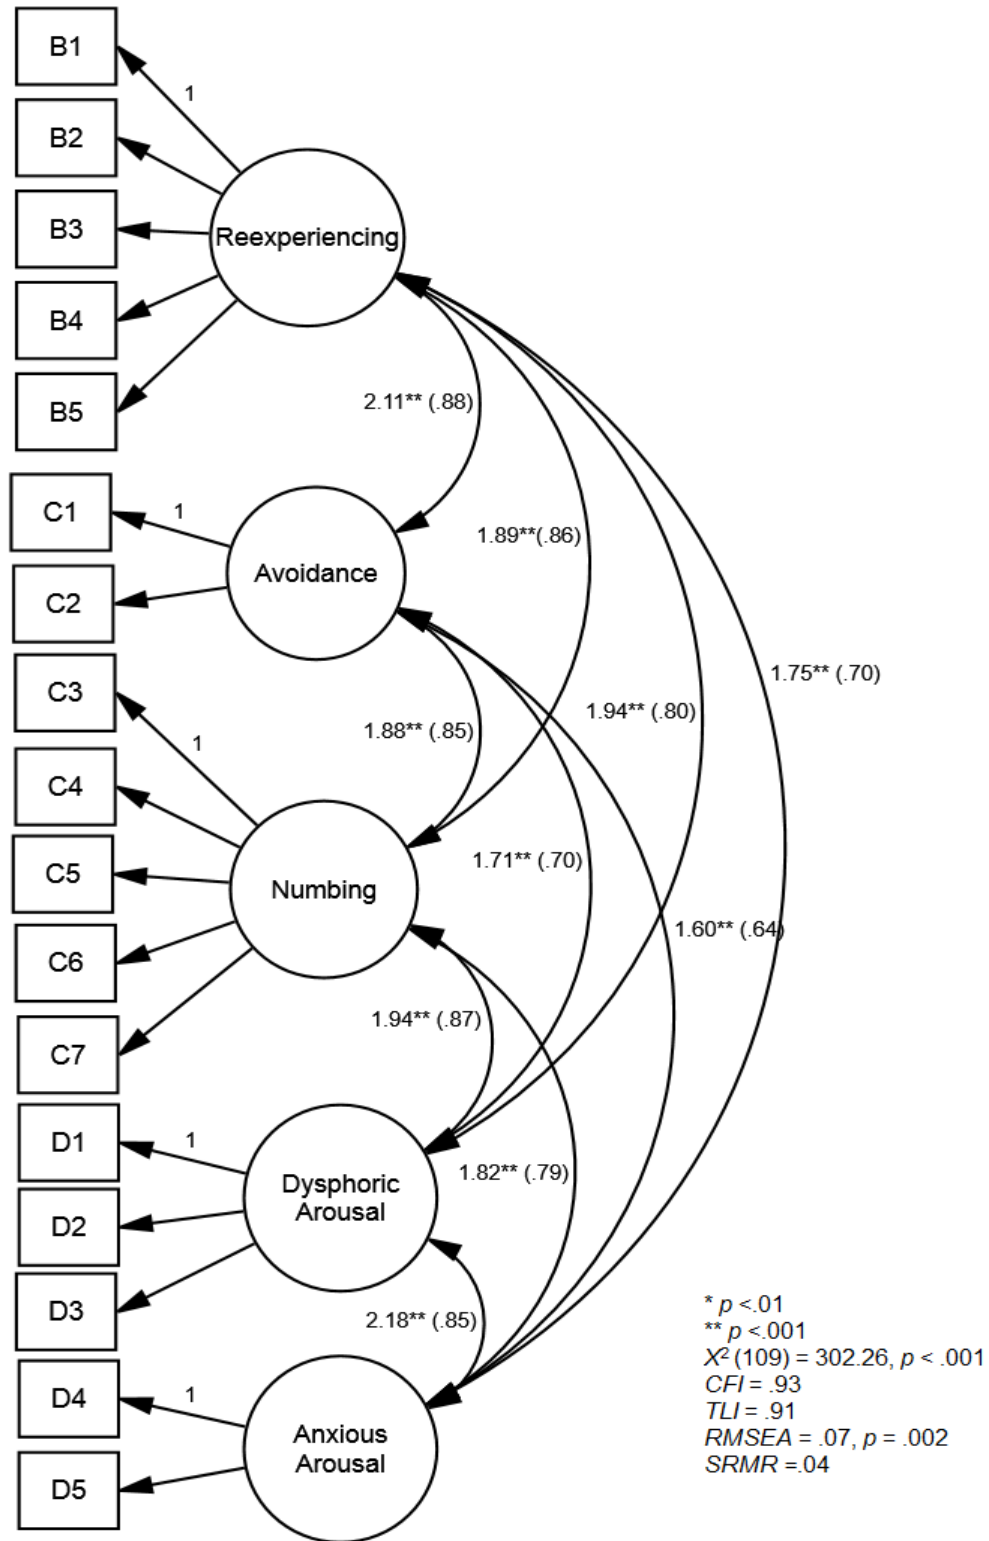 B1
1
B2
B3
Reexperiencing
B4
B5
2.11** (.88)
C1
1
1.89**(.86)
Avoidance
C2
C3
1.75** (.70)
1.94** (.80)
1.88** (.85)
1
C4
1.71** (.70)
C5
Numbing
1.60** (.64)
C6
1.94** (.87)
C7
D1
1
1.82** (.79)
Dysphoric
Arousal
D2
D3
2.18** (.85)
* p <.01
** p <.001
X² (109) = 302.26, p < .001
CFI = .93
TLI = .91
RMSEA = .07, p = .002
SRMR =.04
D4
1
Anxious
Arousal
D5